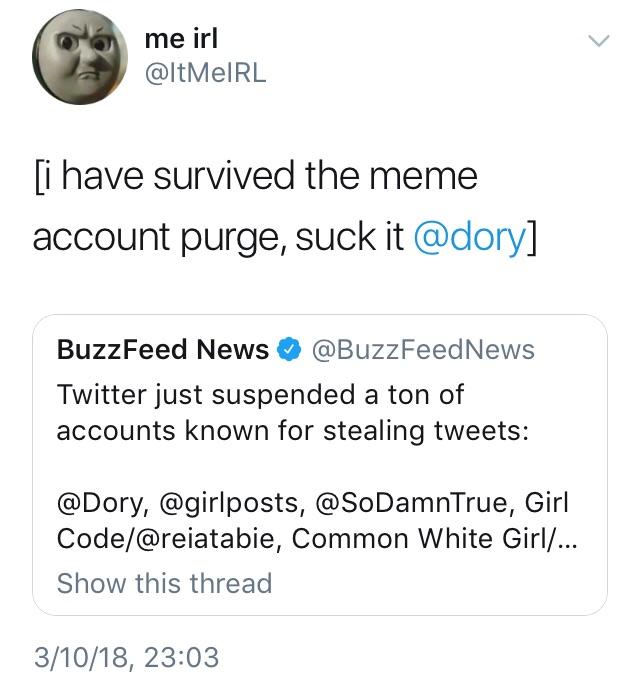 me irl
@ItMeIRL
[i have survived the meme
account purge, suck it @dory]
BuzzFeed News @BuzzFeedNews
Twitter just suspended a ton of
accounts known for stealing tweets:
@Dory, @girlposts, @SoDamnTrue, Girl
Code/@reiatabie, Common White Girl/...
Show this thread
3/10/18, 23:03